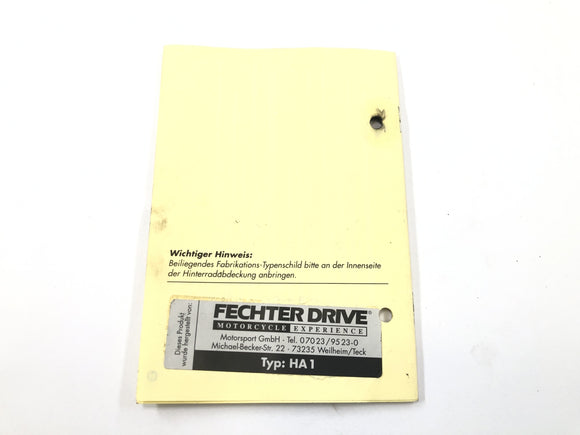 Wichtiger Hinweis:
Beiliegendes Fabrikations-Typenschild bitte an der Innenseite
der Hinterradabdeckung anbringen.
Dieses Produkt
wurde hergestellt von:
FECHTER DRIVE®
MOTORCYCLE EXPERIENCE
Motorsport GmbH · Tel. 07023/9523-0
Michael-Becker-Str. 22 · 73235 Weilheim/Teck
Typ: HA1